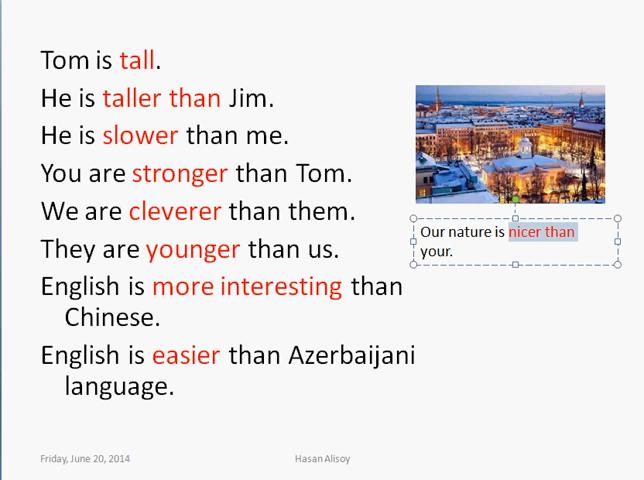 Tom is tall.
He is taller than Jim.
He is slower than me.
You are stronger than Tom.
We are cleverer than them.
They are younger than us.
English is more interesting than
Chinese.
English is easier than Azerbaijani
language.
Our nature is nicer than
your.
Friday, June 20, 2014
Hasan Alisoy